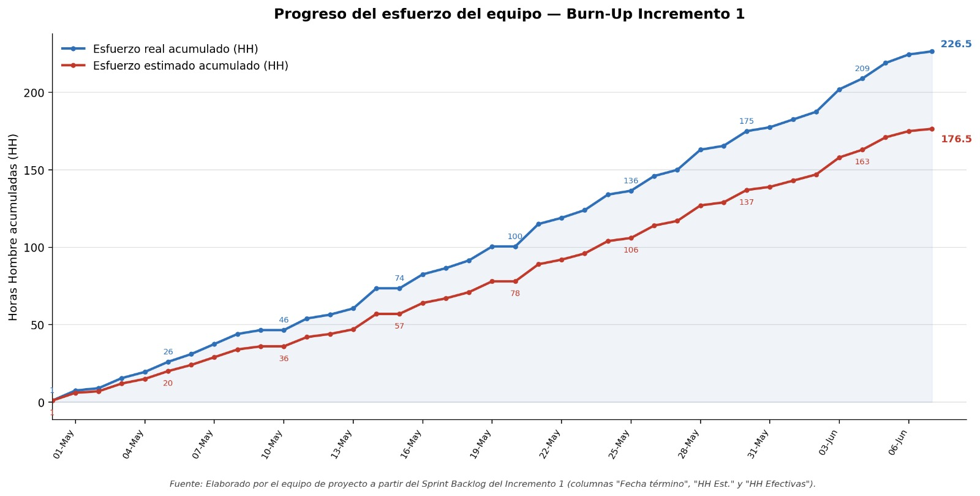 Progreso del esfuerzo del equipo — Burn-Up Incremento 1
Esfuerzo real acumulado (HH)
Esfuerzo estimado acumulado (HH)
Horas Hombre acumuladas (HH)
200
150
100
50
0
26
46
74
100
136
175
209
226.5
20
36
57
78
106
137
163
176.5
01-May
04-May
07-May
10-May
13-May
16-May
19-May
22-May
25-May
28-May
31-May
03-Jun
06-Jun
Fuente: Elaborado por el equipo de proyecto a partir del Sprint Backlog del Incremento 1 (columnas "Fecha término", "HH Est." y "HH Efectivas").